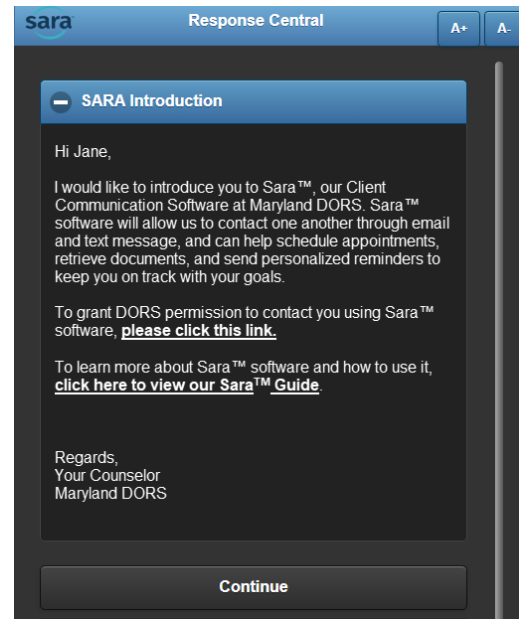 sara
Response Central
A+
A-
SARA Introduction
Hi Jane,
I would like to introduce you to Sara™, our Client
Communication Software at Maryland DORS. Sara™
software will allow us to contact one another through email
and text message, and can help schedule appointments,
retrieve documents, and send personalized reminders to
keep you on track with your goals.
To grant DORS permission to contact you using Sara™
software, please click this link.
To learn more about Sara™ software and how to use it,
click here to view our Sara™ Guide.
Regards,
Your Counselor
Maryland DORS
Continue